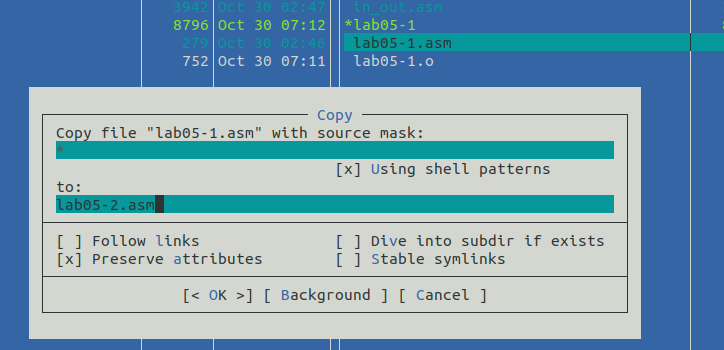 3942 Oct 30 02:47 in_out.asm
8796 Oct 30 07:12 *lab05-1
279 Oct 30 02:46 lab05-1.asm
752 Oct 30 07:11 lab05-1.o
Copy
Copy file "lab05-1.asm" with source mask:
*
[x] Using shell patterns
to:
lab05-2.asm
[ ] Follow links [ ] Dive into subdir if exists
[x] Preserve attributes [ ] Stable symlinks
[< OK >] [ Background ] [ Cancel ]